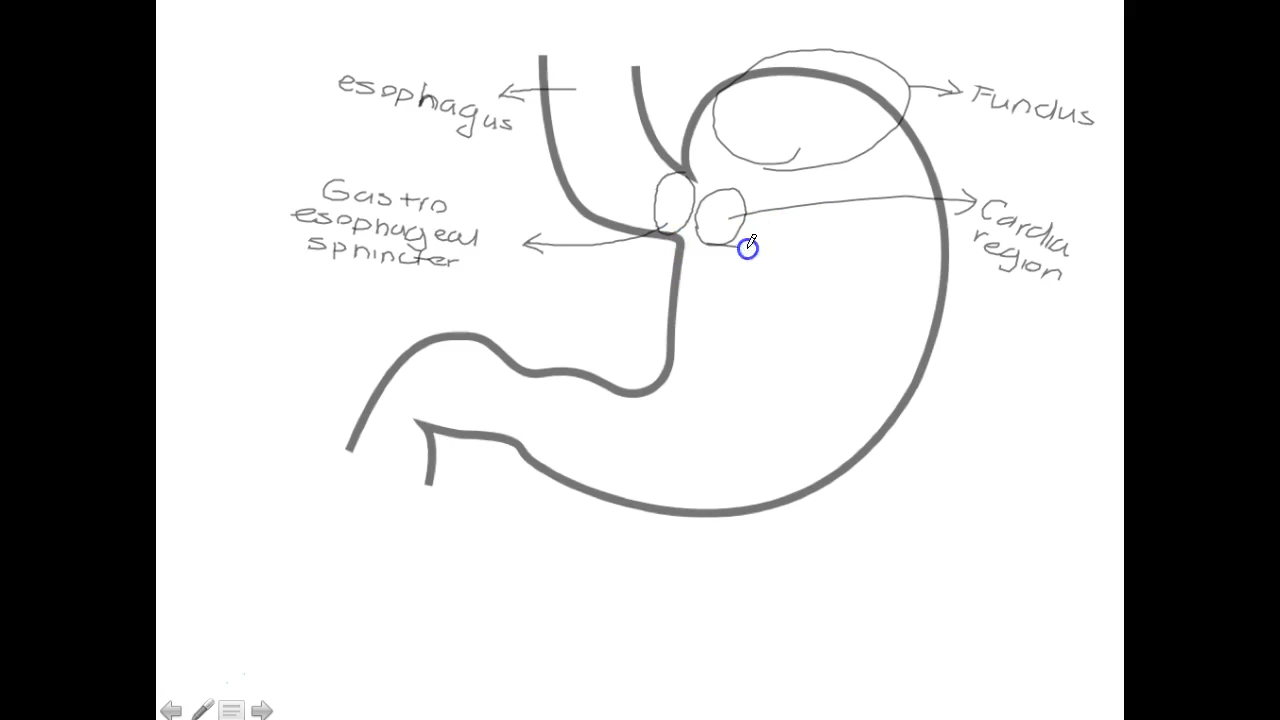 esophagus
Fundus
Gastro
esophageal
sphincter
Cardia
region